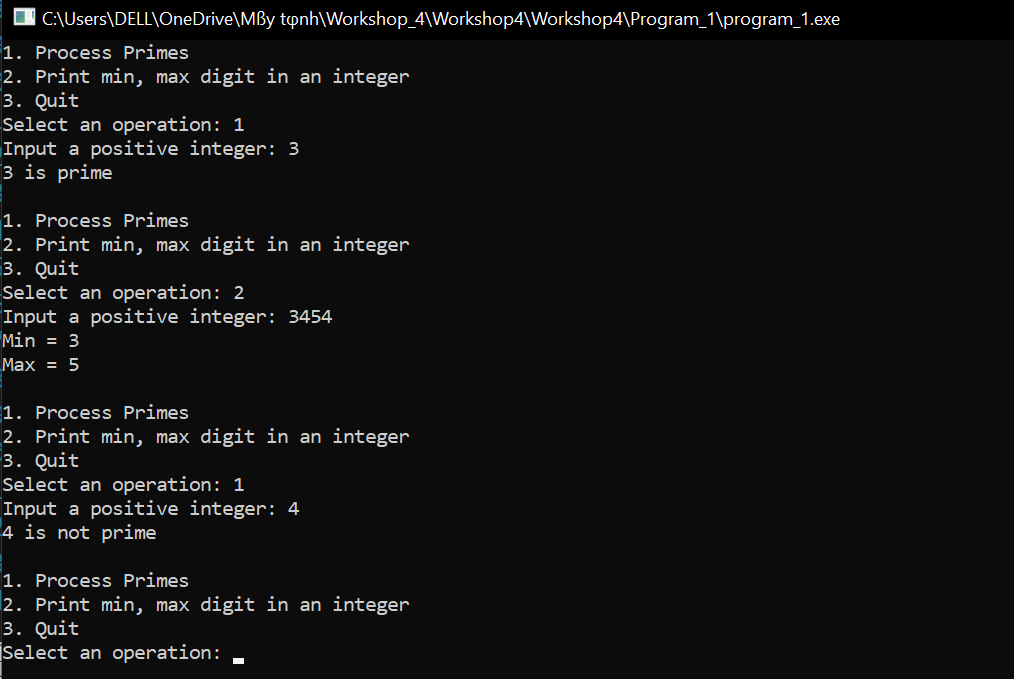 C:\Users\DELL\OneDrive\Mßy tφnh\Workshop_4\Workshop4\Workshop4\Program_1\program_1.exe
1. Process Primes
2. Print min, max digit in an integer
3. Quit
Select an operation: 1
Input a positive integer: 3
3 is prime
1. Process Primes
2. Print min, max digit in an integer
3. Quit
Select an operation: 2
Input a positive integer: 3454
Min = 3
Max = 5
1. Process Primes
2. Print min, max digit in an integer
3. Quit
Select an operation: 1
Input a positive integer: 4
4 is not prime
1. Process Primes
2. Print min, max digit in an integer
3. Quit
Select an operation: